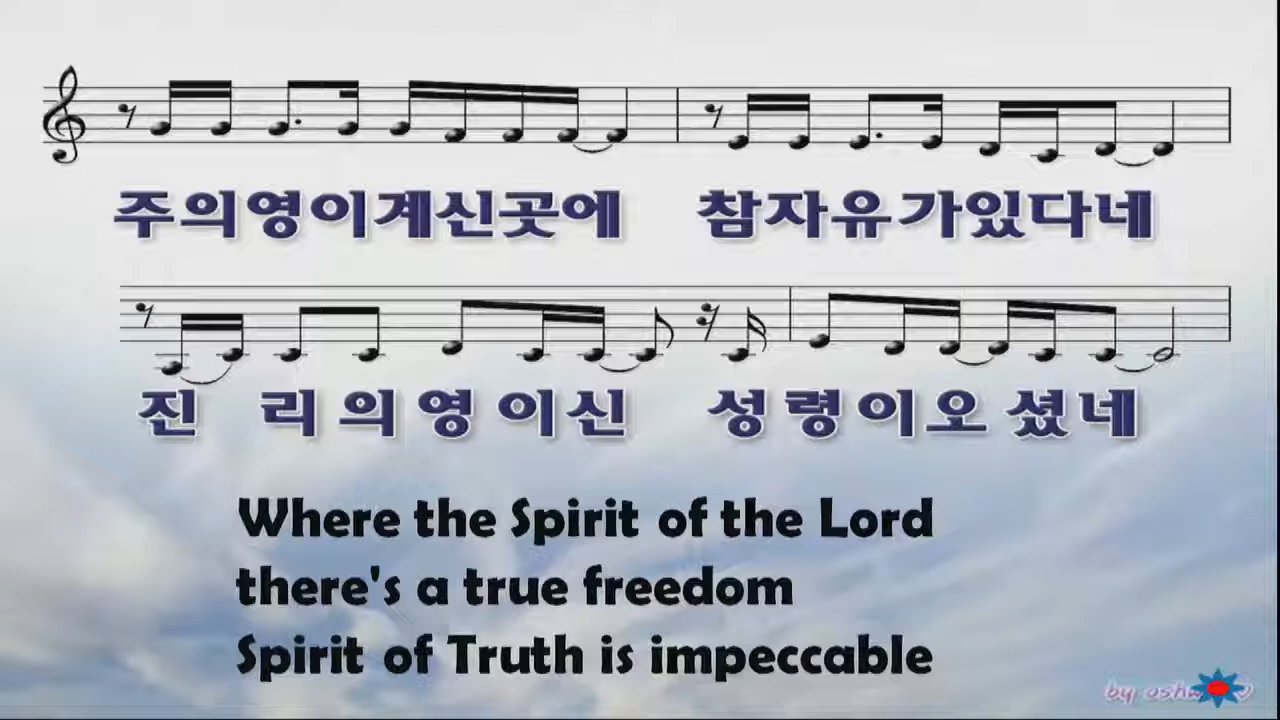 주의영이계신곳에 참자유가있다네
진 리의영이신 성령이오셨네
Where the Spirit of the Lord
there's a true freedom
Spirit of Truth is impeccable
by